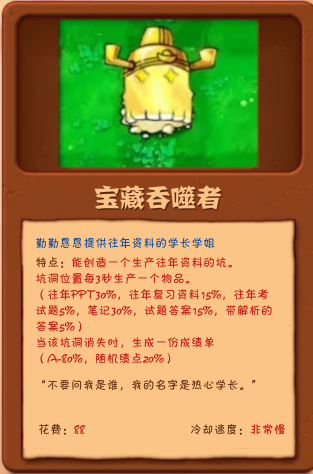 宝藏吞噬者
勤勤恳恳提供往年资料的学长学姐
特点：能创造一个生产往年资料的坑。
坑洞位置每3秒生产一个物品。
（往年PPT30%，往年复习资料15%，往年考
试题5%，笔记30%，试题答案15%，带解析的
答案5%）
当该坑洞消失时，生成一份成绩单
（A-80%，随机绩点20%）
“不要问我是谁，我的名字是热心学长。”
花费：88 冷却速度：非常慢